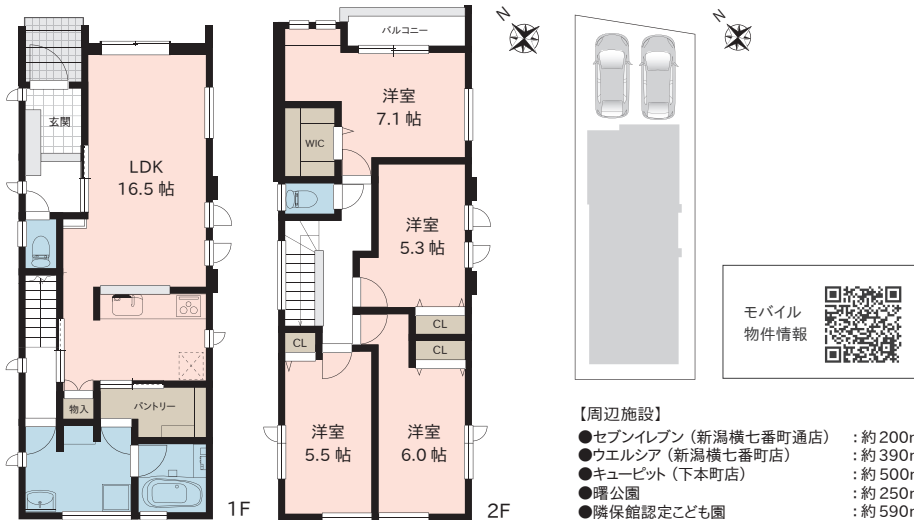 玄関
LDK
16.5 帖
物入
パントリー
1F
N
バルコニー
洋室
7.1 帖
WIC
洋室
5.3 帖
CL
CL
CL
洋室
5.5 帖
洋室
6.0 帖
2F
N
モバイル
物件情報
【周辺施設】
●セブンイレブン (新潟横七番町通店) : 約200m
●ウエルシア (新潟横七番町店) : 約390m
●キューピット (下本町店) : 約500m
●曙公園 : 約250m
●隣保館認定こども園 : 約590m